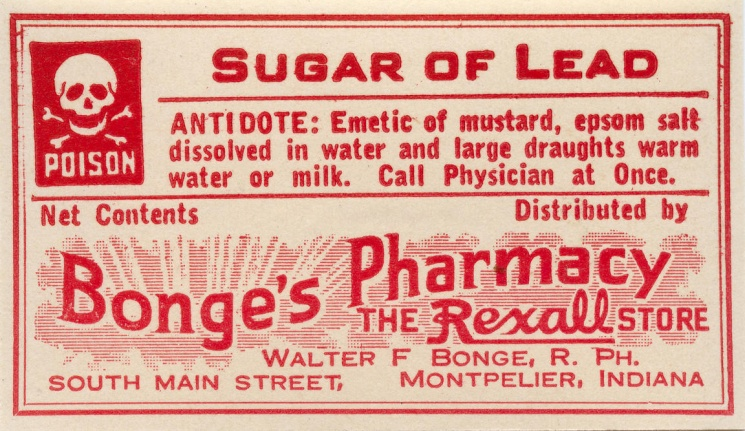 SUGAR OF LEAD
POISON
ANTIDOTE: Emetic of mustard, epsom salt
dissolved in water and large draughts warm
water or milk. Call Physician at Once.
Net Contents
Distributed by
Bonge's Pharmacy
THE Rexall STORE
WALTER F BONGE, R. PH.
SOUTH MAIN STREET, MONTPELIER, INDIANA